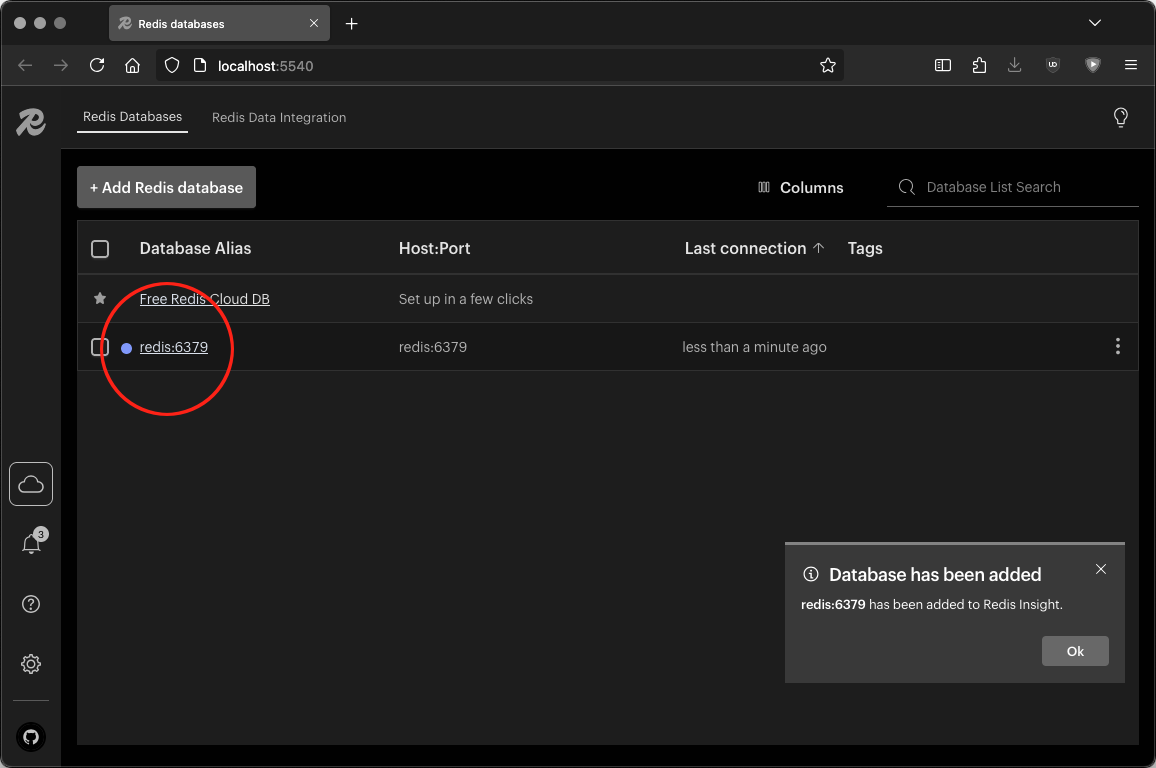 Redis databases
localhost:5540
Redis Databases
Redis Data Integration
+ Add Redis database
Columns
Database List Search
Database Alias
Host:Port
Last connection
Tags
Free Redis Cloud DB
Set up in a few clicks
redis:6379
redis:6379
less than a minute ago
3
Database has been added
redis:6379 has been added to Redis Insight.
Ok